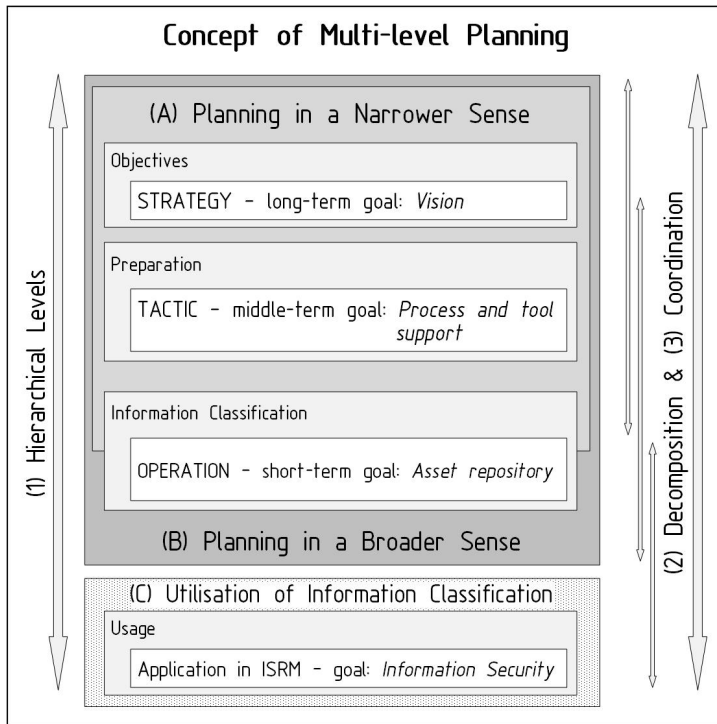 Concept of Multi-level Planning
(1) Hierarchical Levels
(A) Planning in a Narrower Sense
Objectives
STRATEGY - long-term goal: Vision
Preparation
TACTIC - middle-term goal: Process and tool
support
Information Classification
OPERATION - short-term goal: Asset repository
(B) Planning in a Broader Sense
(C) Utilisation of Information Classification
Usage
Application in ISRM - goal: Information Security
(2) Decomposition & (3) Coordination